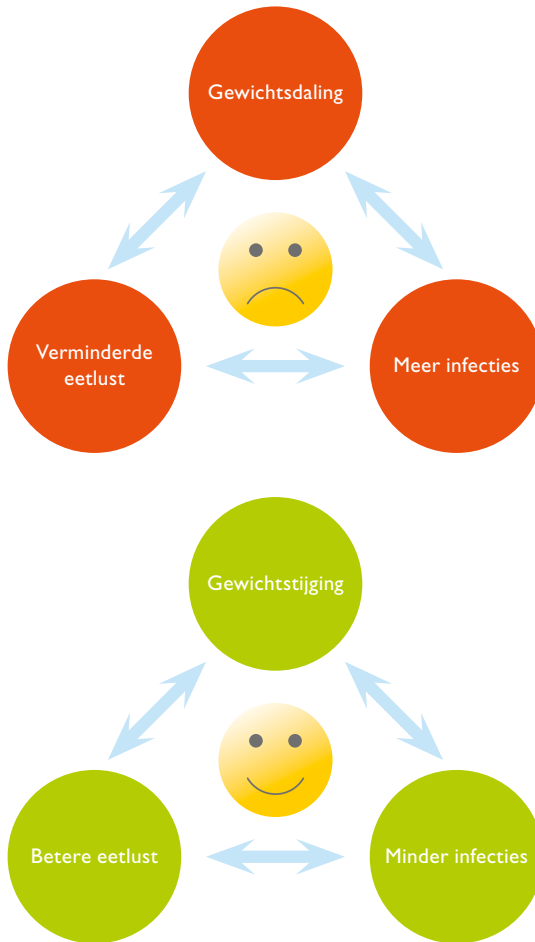 Gewichtsdaling
Verminderde
eetlust
Meer infecties
Gewichtstijging
Betere eetlust
Minder infecties